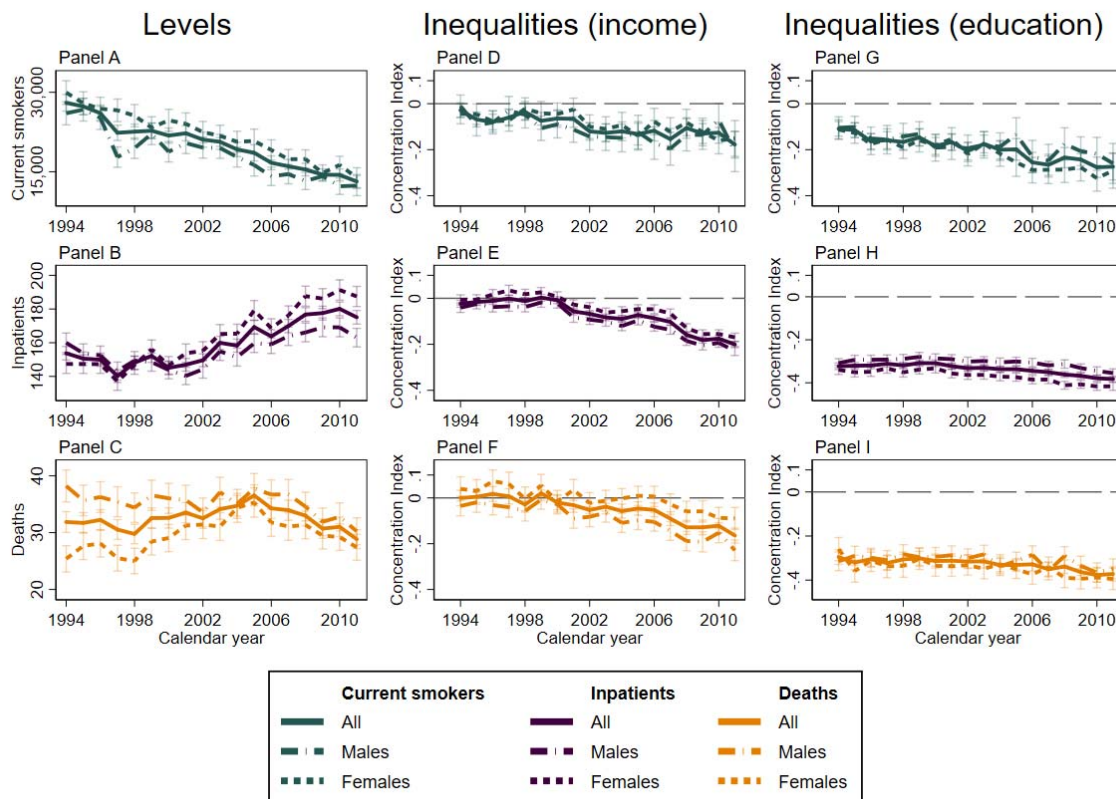 Levels
Inequalities (income)
Inequalities (education)
Panel A
Current smokers
30,000
15,000
1994 1998 2002 2006 2010
Panel D
Concentration Index
.1
0
-.2
-.4
1994 1998 2002 2006 2010
Panel G
Concentration Index
.1
0
-.2
-.4
1994 1998 2002 2006 2010
Panel B
Inpatients
200
180
160
140
1994 1998 2002 2006 2010
Panel E
Concentration Index
.1
0
-.2
-.4
1994 1998 2002 2006 2010
Panel H
Concentration Index
.1
0
-.2
-.4
1994 1998 2002 2006 2010
Panel C
Deaths
40
30
20
1994 1998 2002 2006 2010
Calendar year
Panel F
Concentration Index
.1
0
-.2
-.4
1994 1998 2002 2006 2010
Calendar year
Panel I
Concentration Index
.1
0
-.2
-.4
1994 1998 2002 2006 2010
Calendar year
Current smokers Inpatients Deaths
All All All
Males Males Males
Females Females Females